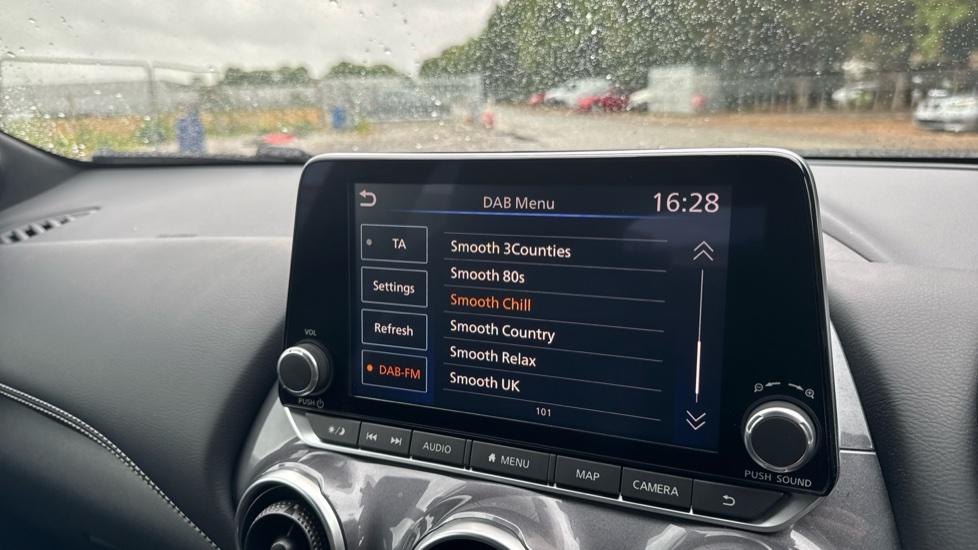 DAB Menu
16:28
TA
Settings
Refresh
DAB-FM
Smooth 3Counties
Smooth 80s
Smooth Chill
Smooth Country
Smooth Relax
Smooth UK
101
VOL
PUSH
AUDIO
MENU
MAP
CAMERA
PUSH SOUND